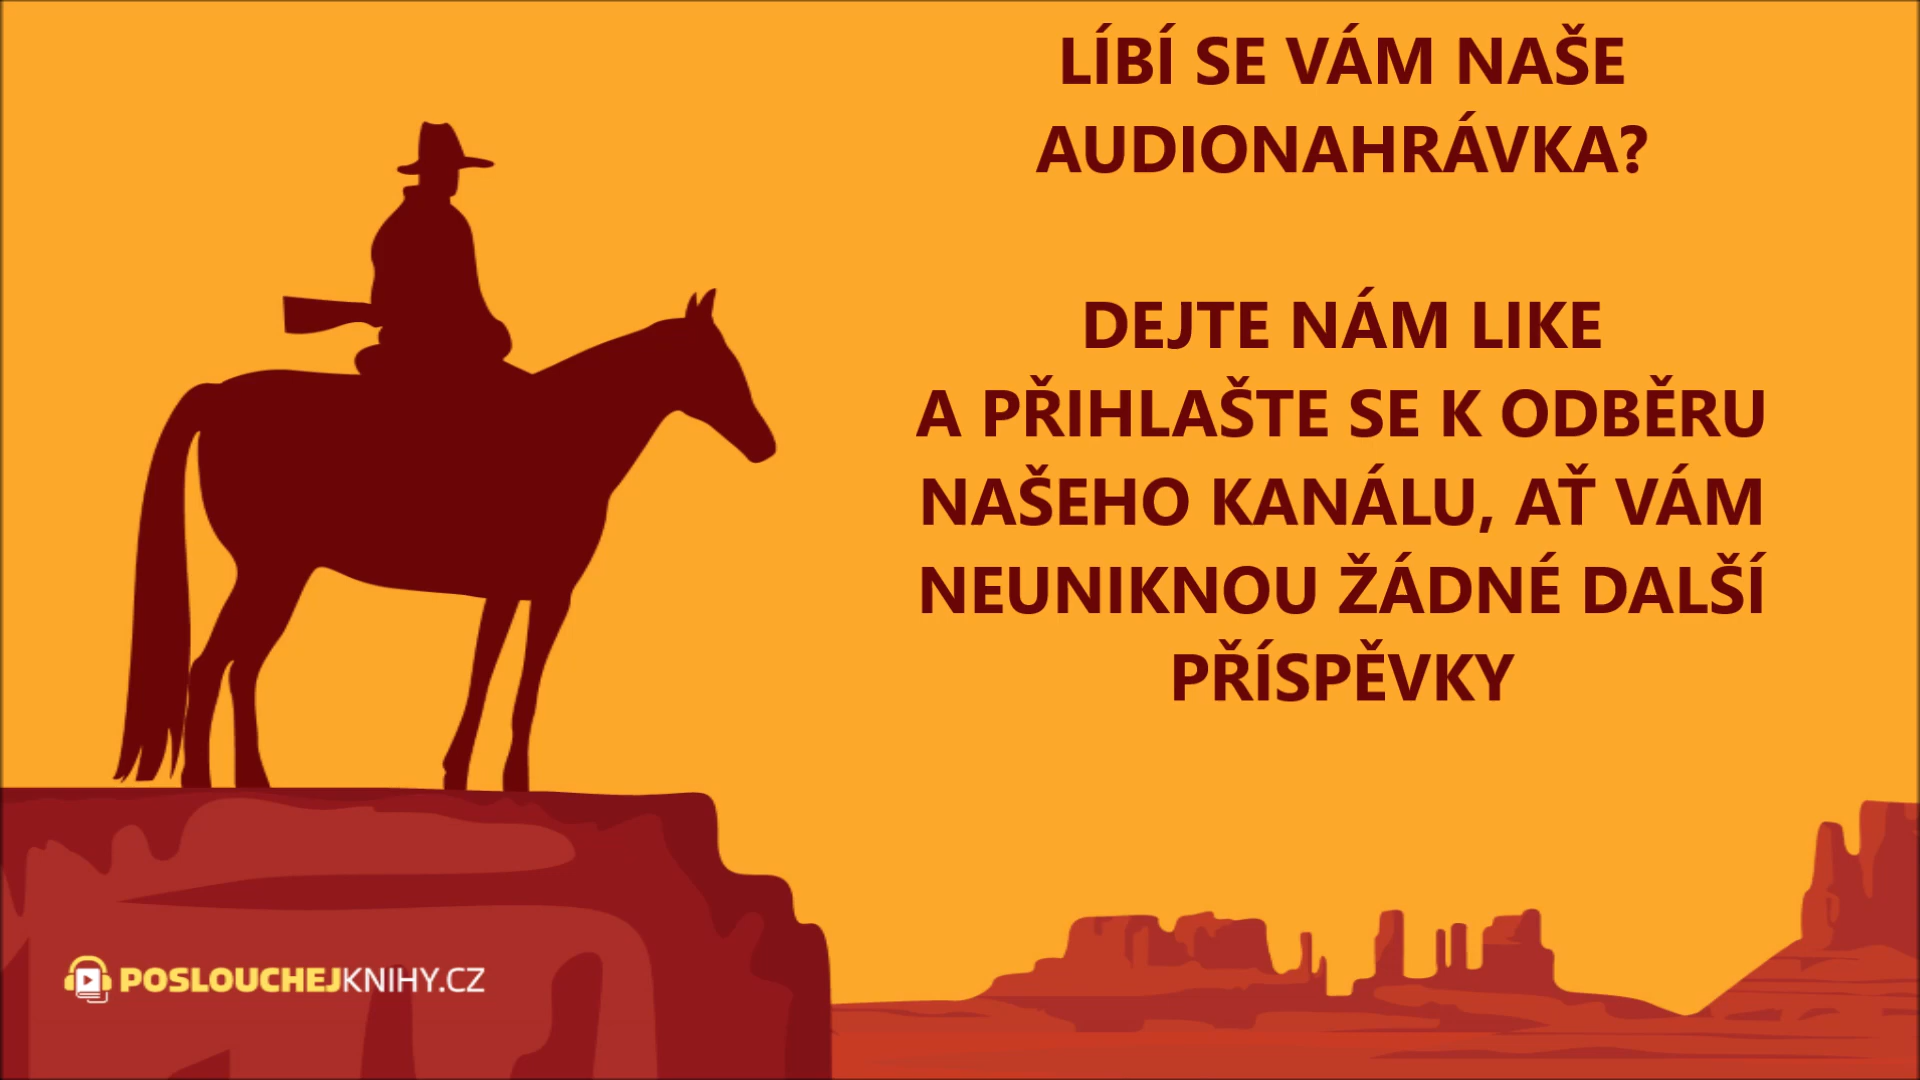 LÍBÍ SE VÁM NAŠE
AUDIONAHRÁVKA?
DEJTE NÁM LIKE
A PŘIHLAŠTE SE K ODBĚRU
NAŠEHO KANÁLU, AŤ VÁM
NEUNIKNOU ŽÁDNÉ DALŠÍ
PŘÍSPĚVKY
POSLOUCHEJKNIHY.CZ